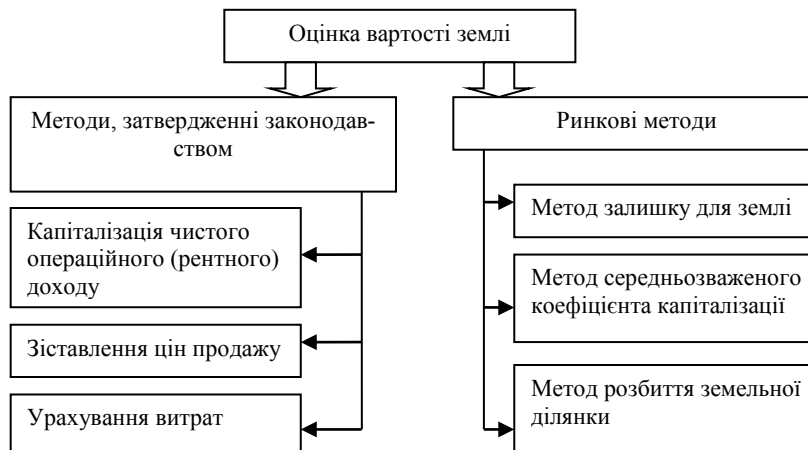 Оцінка вартості землі
Методи, затвердженні законодав-
ством
Ринкові методи
Капіталізація чистого
операційного (рентного)
доходу
Зіставлення цін продажу
Урахування витрат
Метод залишку для землі
Метод середньозваженого
коефіцієнта капіталізації
Метод розбиття земельної
ділянки